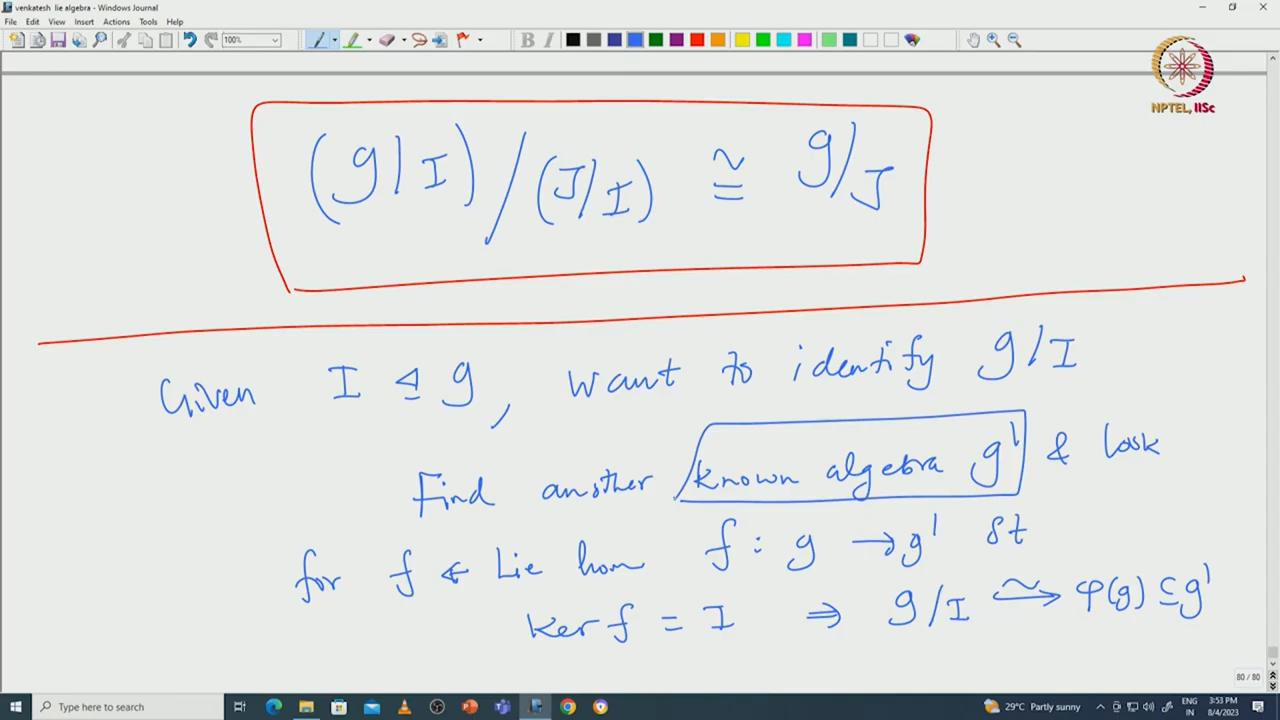 venkatesh lie algebra - Windows Journal
File Edit View Insert Actions Tools Help
100%
B I
NPTEL, IISc
(g/I) / (J/I) ≅ g/J
Given I ⊴ g, want to identify g/I
Find another known algebra g' & look
for f ← Lie hom f : g → g' st
ker f = I ⇒ g/I ⥲ φ(g) ⊆ g'
80 / 80
Type here to search
29°C Partly sunny
ENG
IN
3:53 PM
8/4/2023